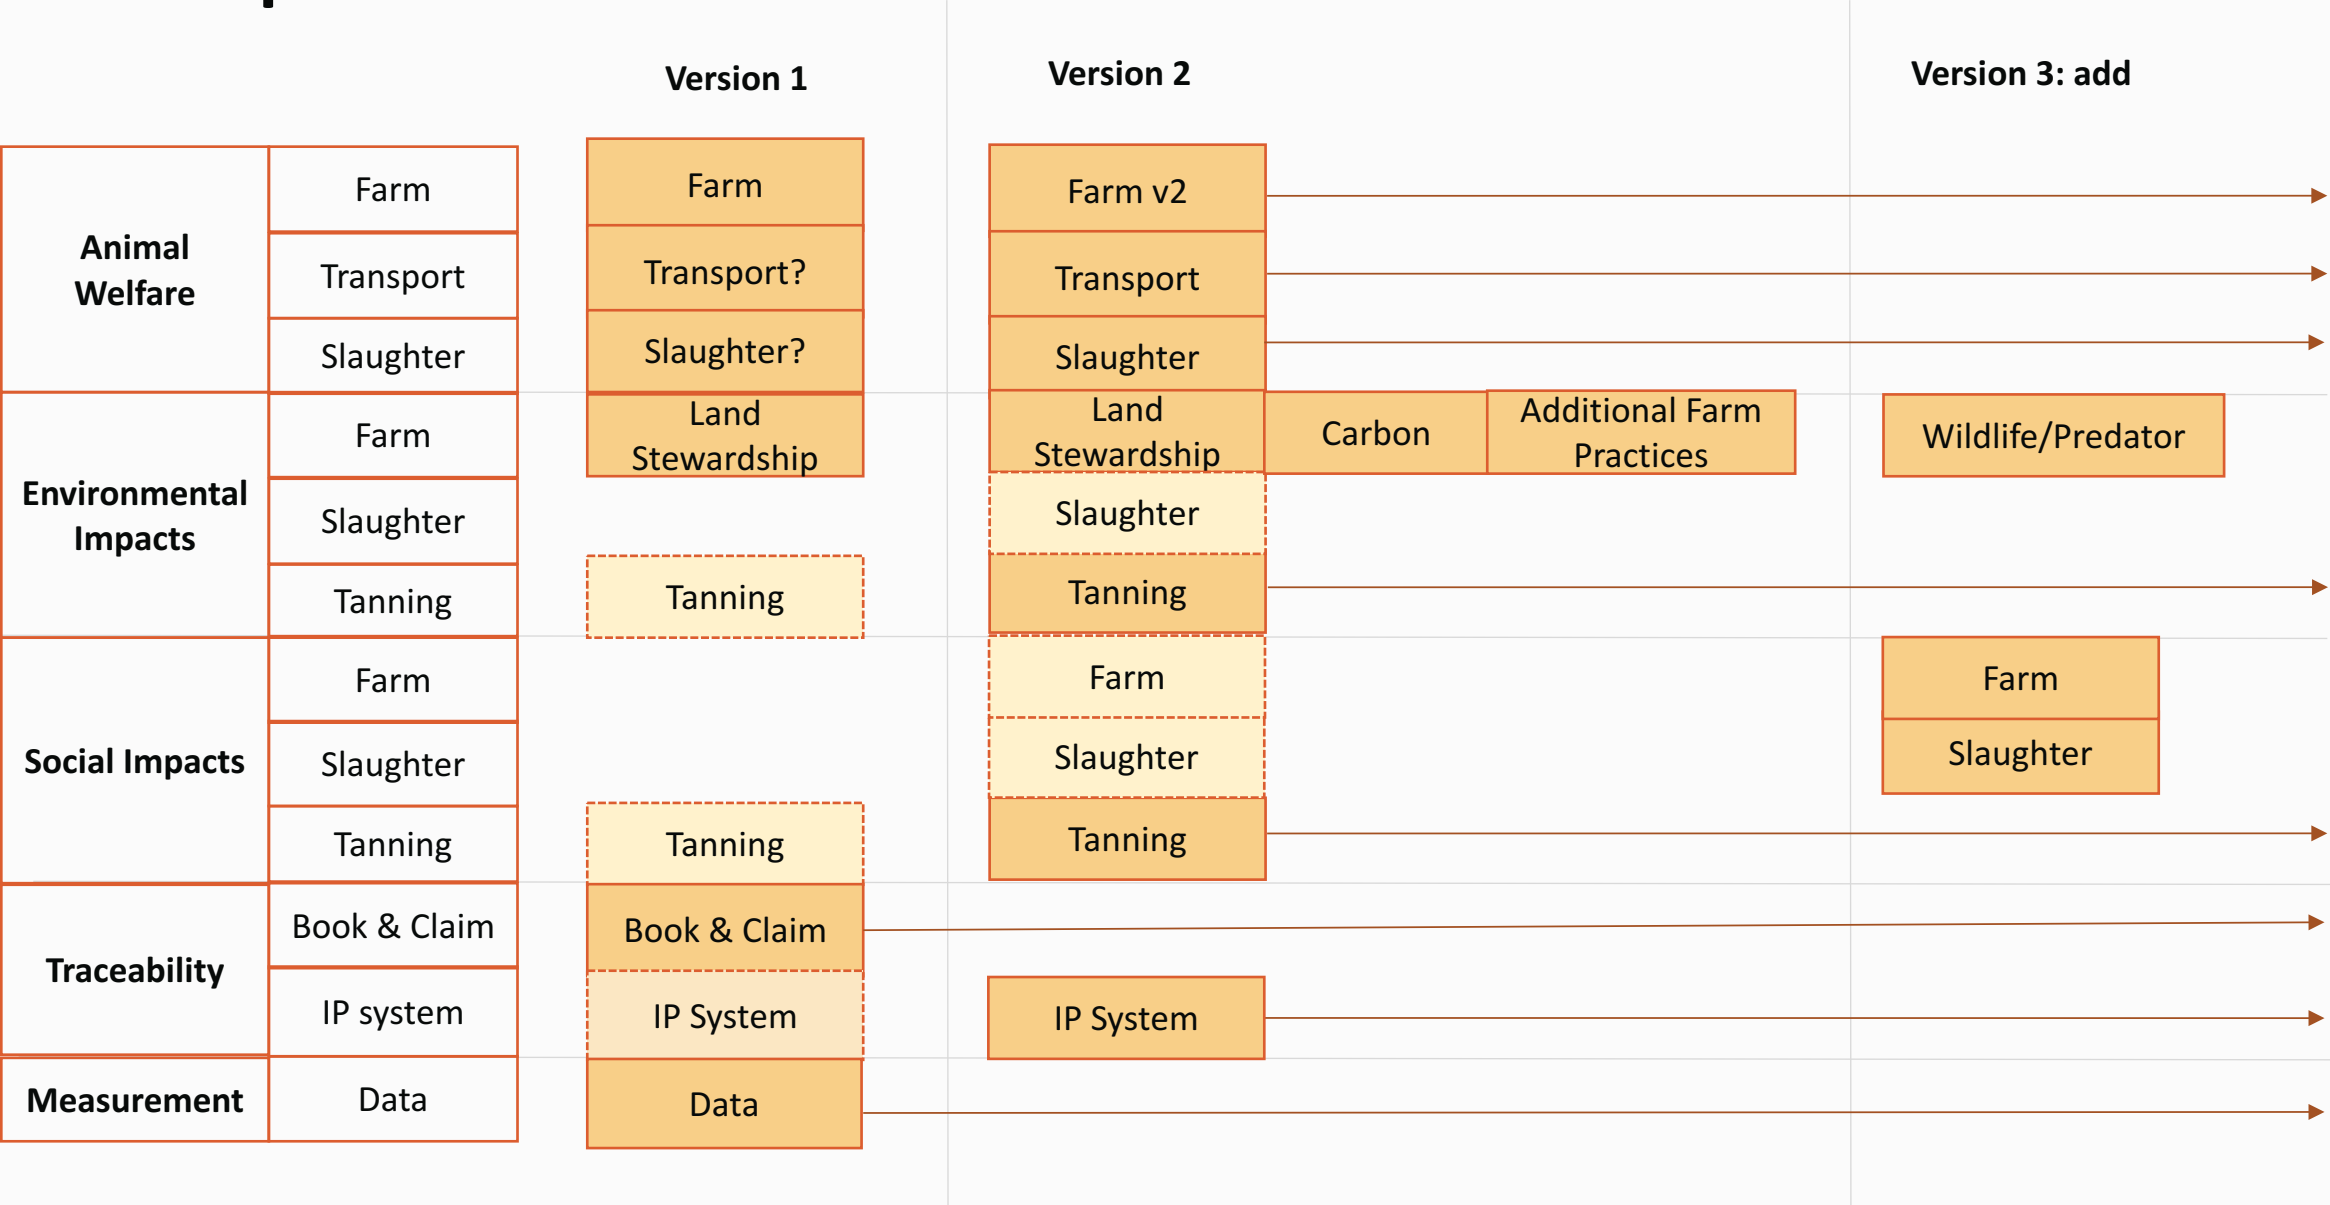 Version 1
Version 2
Version 3: add
Animal
Welfare
Farm
Farm
Farm v2
Transport
Transport?
Transport
Slaughter
Slaughter?
Slaughter
Environmental
Impacts
Farm
Land
Stewardship
Land
Stewardship
Carbon
Additional Farm
Practices
Wildlife/Predator
Slaughter
Slaughter
Tanning
Tanning
Tanning
Social Impacts
Farm
Farm
Farm
Slaughter
Slaughter
Slaughter
Tanning
Tanning
Tanning
Traceability
Book & Claim
Book & Claim
IP system
IP System
IP System
Measurement
Data
Data